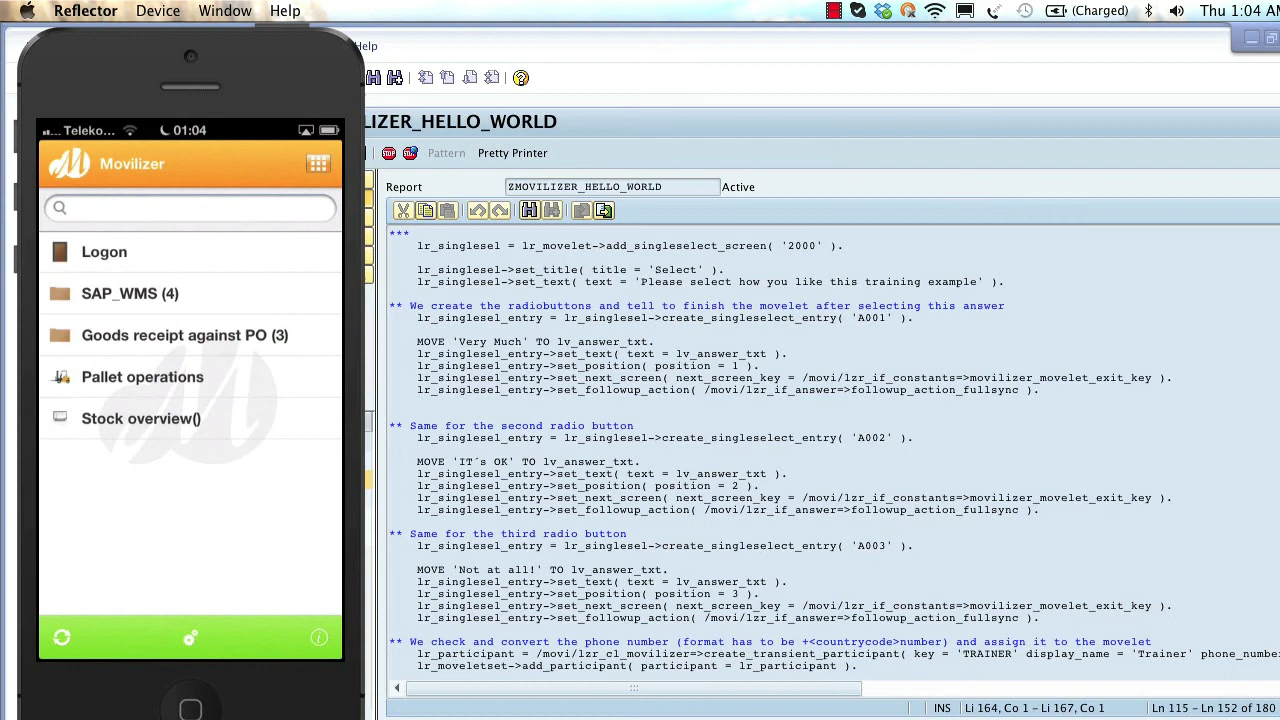 Reflector Device Window Help
(Charged) Thu 1:04 AM
Help
Teleko... 01:04
Movilizer
Logon
SAP_WMS (4)
Goods receipt against PO (3)
Pallet operations
Stock overview()
IZER_HELLO_WORLD
Pattern Pretty Printer
Report ZMOVILIZER_HELLO_WORLD Active
***
lr_singlesel = lr_movelet->add_singleselect_screen( '2000' ).
lr_singlesel->set_title( title = 'Select' ).
lr_singlesel->set_text( text = 'Please select how you like this training example' ).
** We create the radiobuttons and tell to finish the movelet after selecting this answer
lr_singlesel_entry = lr_singlesel->create_singleselect_entry( 'A001' ).
MOVE 'Very Much' TO lv_answer_txt.
lr_singlesel_entry->set_text( text = lv_answer_txt ).
lr_singlesel_entry->set_position( position = 1 ).
lr_singlesel_entry->set_next_screen( next_screen_key = /movi/lzr_if_constants=>movilizer_movelet_exit_key ).
lr_singlesel_entry->set_followup_action( /movi/lzr_if_answer=>followup_action_fullsync ).
** Same for the second radio button
lr_singlesel_entry = lr_singlesel->create_singleselect_entry( 'A002' ).
MOVE 'IT´s OK' TO lv_answer_txt.
lr_singlesel_entry->set_text( text = lv_answer_txt ).
lr_singlesel_entry->set_position( position = 2 ).
lr_singlesel_entry->set_next_screen( next_screen_key = /movi/lzr_if_constants=>movilizer_movelet_exit_key ).
lr_singlesel_entry->set_followup_action( /movi/lzr_if_answer=>followup_action_fullsync ).
** Same for the third radio button
lr_singlesel_entry = lr_singlesel->create_singleselect_entry( 'A003' ).
MOVE 'Not at all!' TO lv_answer_txt.
lr_singlesel_entry->set_text( text = lv_answer_txt ).
lr_singlesel_entry->set_position( position = 3 ).
lr_singlesel_entry->set_next_screen( next_screen_key = /movi/lzr_if_constants=>movilizer_movelet_exit_key ).
lr_singlesel_entry->set_followup_action( /movi/lzr_if_answer=>followup_action_fullsync ).
** We check and convert the phone number (format has to be +<countrycode><number) and assign it to the movelet
lr_participant = /movi/lzr_cl_movilizer=>create_transient_participant( key = 'TRAINER' display_name = 'Trainer' phone_numbe
lr_moveletset->add_participant( participant = lr_participant ).
INS Li 164, Co 1 - Li 167, Co 1 Ln 115 - Ln 152 of 180